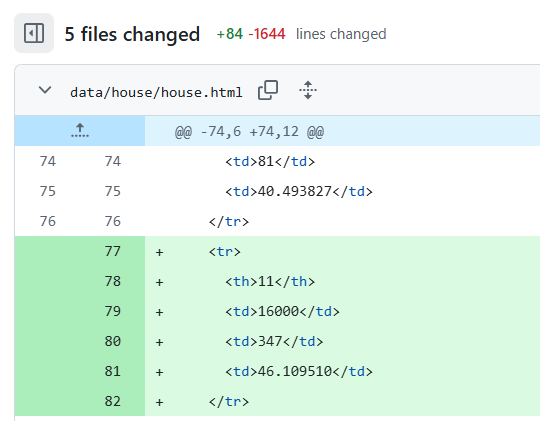 5 files changed +84 -1644 lines changed
data/house/house.html
@@ -74,6 +74,12 @@
74 74 <td>81</td>
75 75 <td>40.493827</td>
76 76 </tr>
77 + <tr>
78 + <th>11</th>
79 + <td>16000</td>
80 + <td>347</td>
81 + <td>46.109510</td>
82 + </tr>